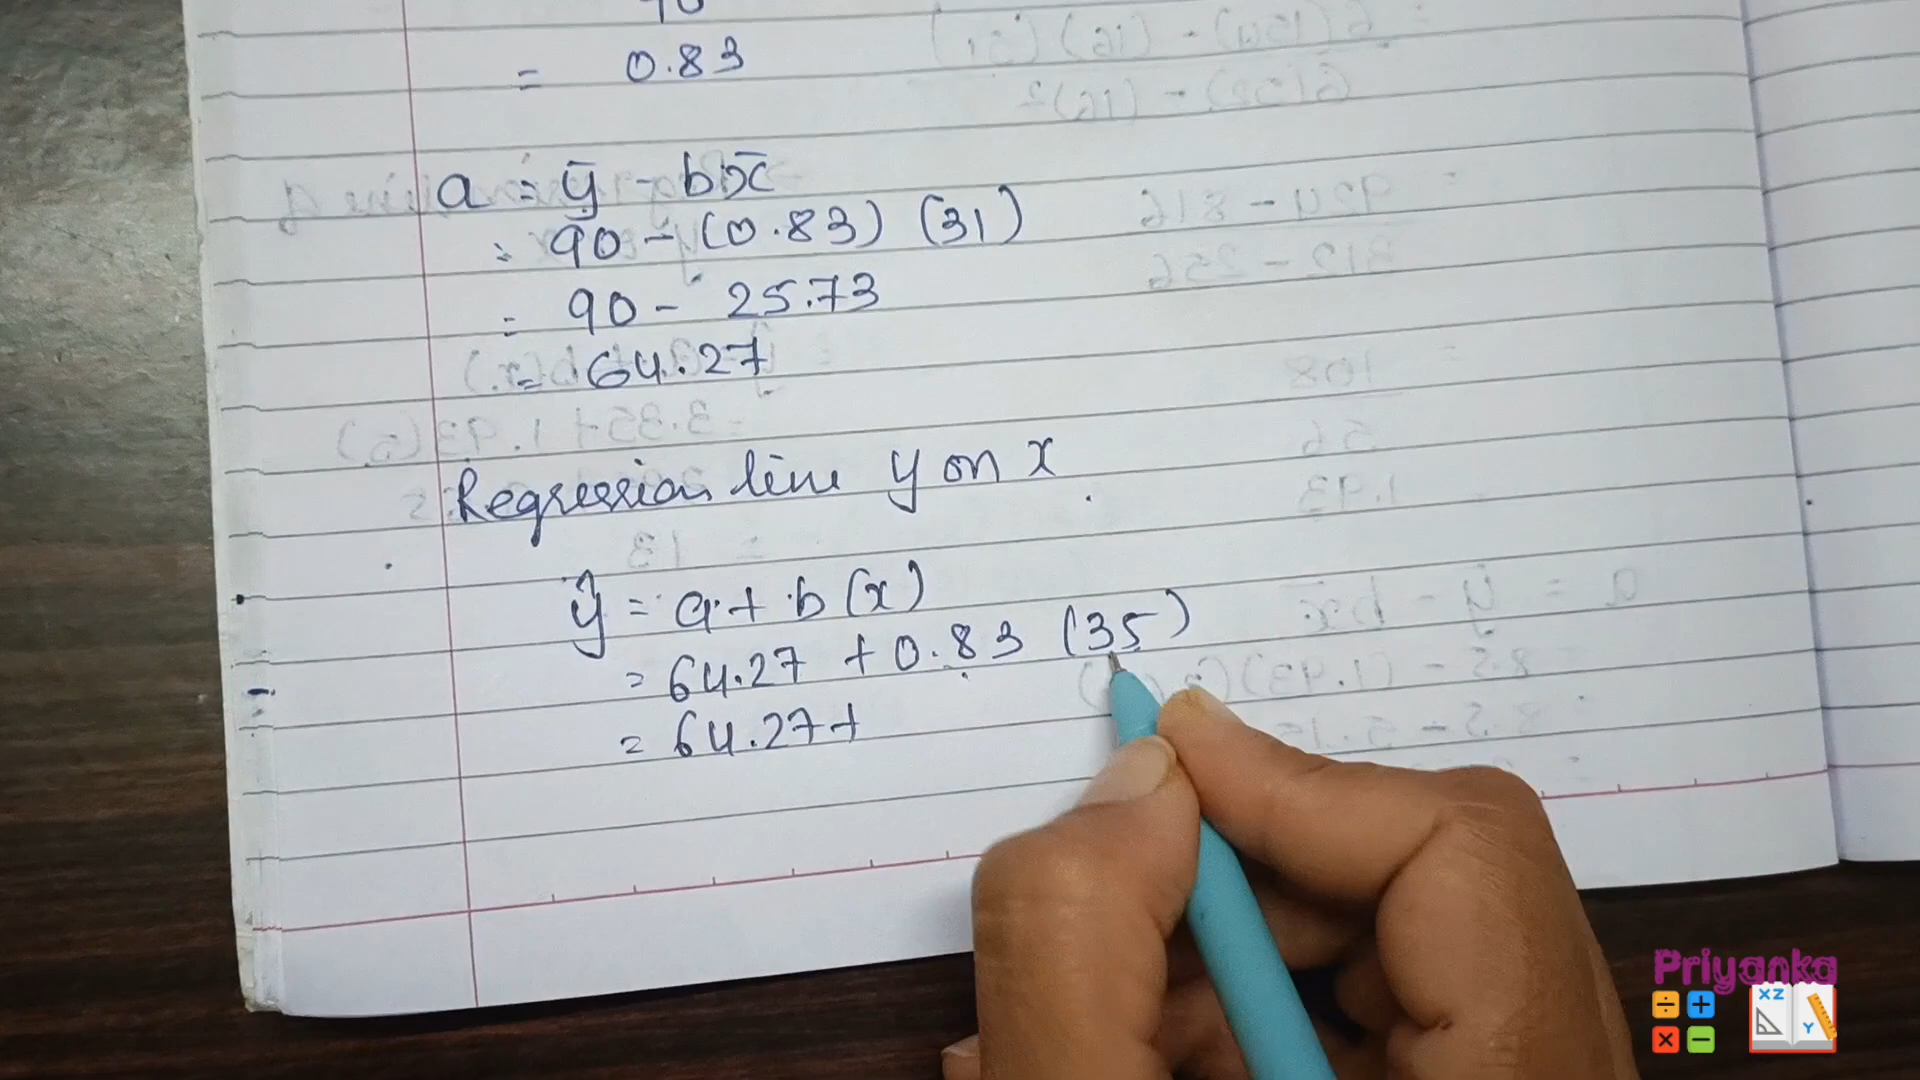 = 0.83
a = ȳ - bx̄
= 90 - (0.83) (31)
= 90 - 25.73
= 64.27
Regression line y on x
ŷ = a + b (x)
= 64.27 + 0.83 (35)
= 64.27 +
Priyanka
÷ +
× −
XZ
Y